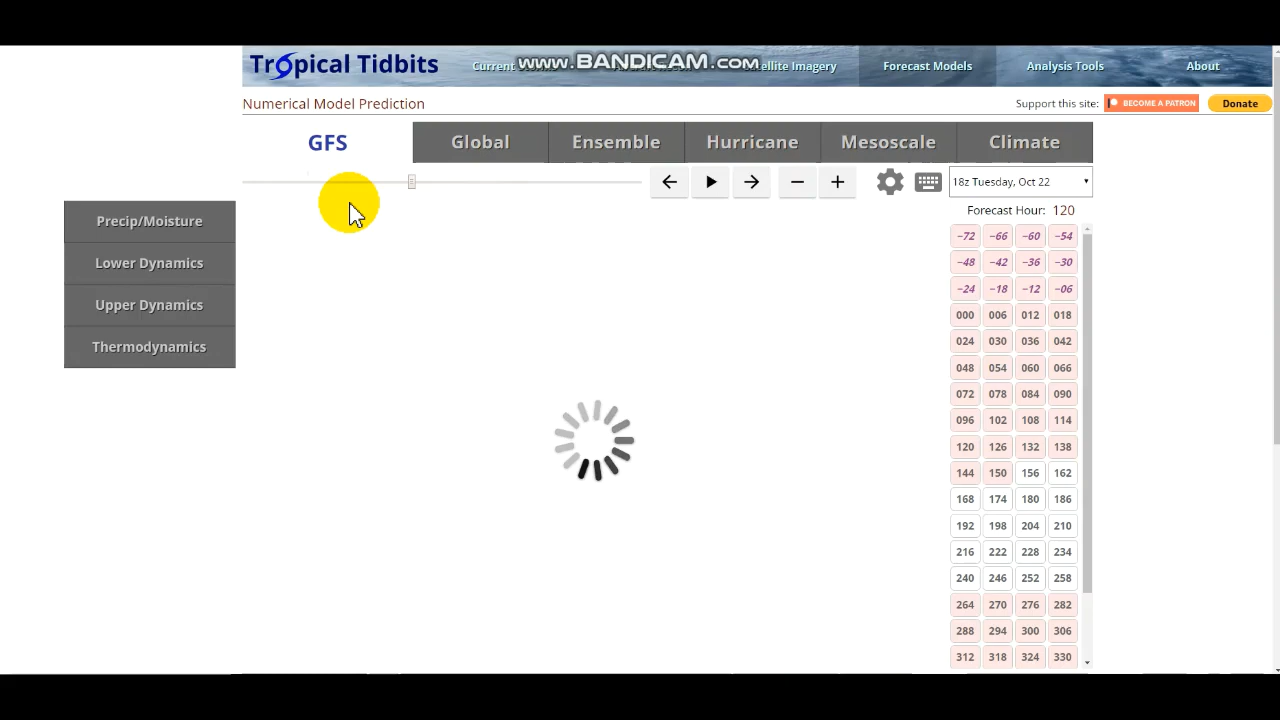 Tropical Tidbits
Current www.BANDICAM.com Satellite Imagery Forecast Models Analysis Tools About
Numerical Model Prediction
Support this site: BECOME A PATRON Donate
GFS Global Ensemble Hurricane Mesoscale Climate
18z Tuesday, Oct 22
Forecast Hour: 120
Precip/Moisture
Lower Dynamics
Upper Dynamics
Thermodynamics
−72 −66 −60 −54
−48 −42 −36 −30
−24 −18 −12 −06
000 006 012 018
024 030 036 042
048 054 060 066
072 078 084 090
096 102 108 114
120 126 132 138
144 150 156 162
168 174 180 186
192 198 204 210
216 222 228 234
240 246 252 258
264 270 276 282
288 294 300 306
312 318 324 330